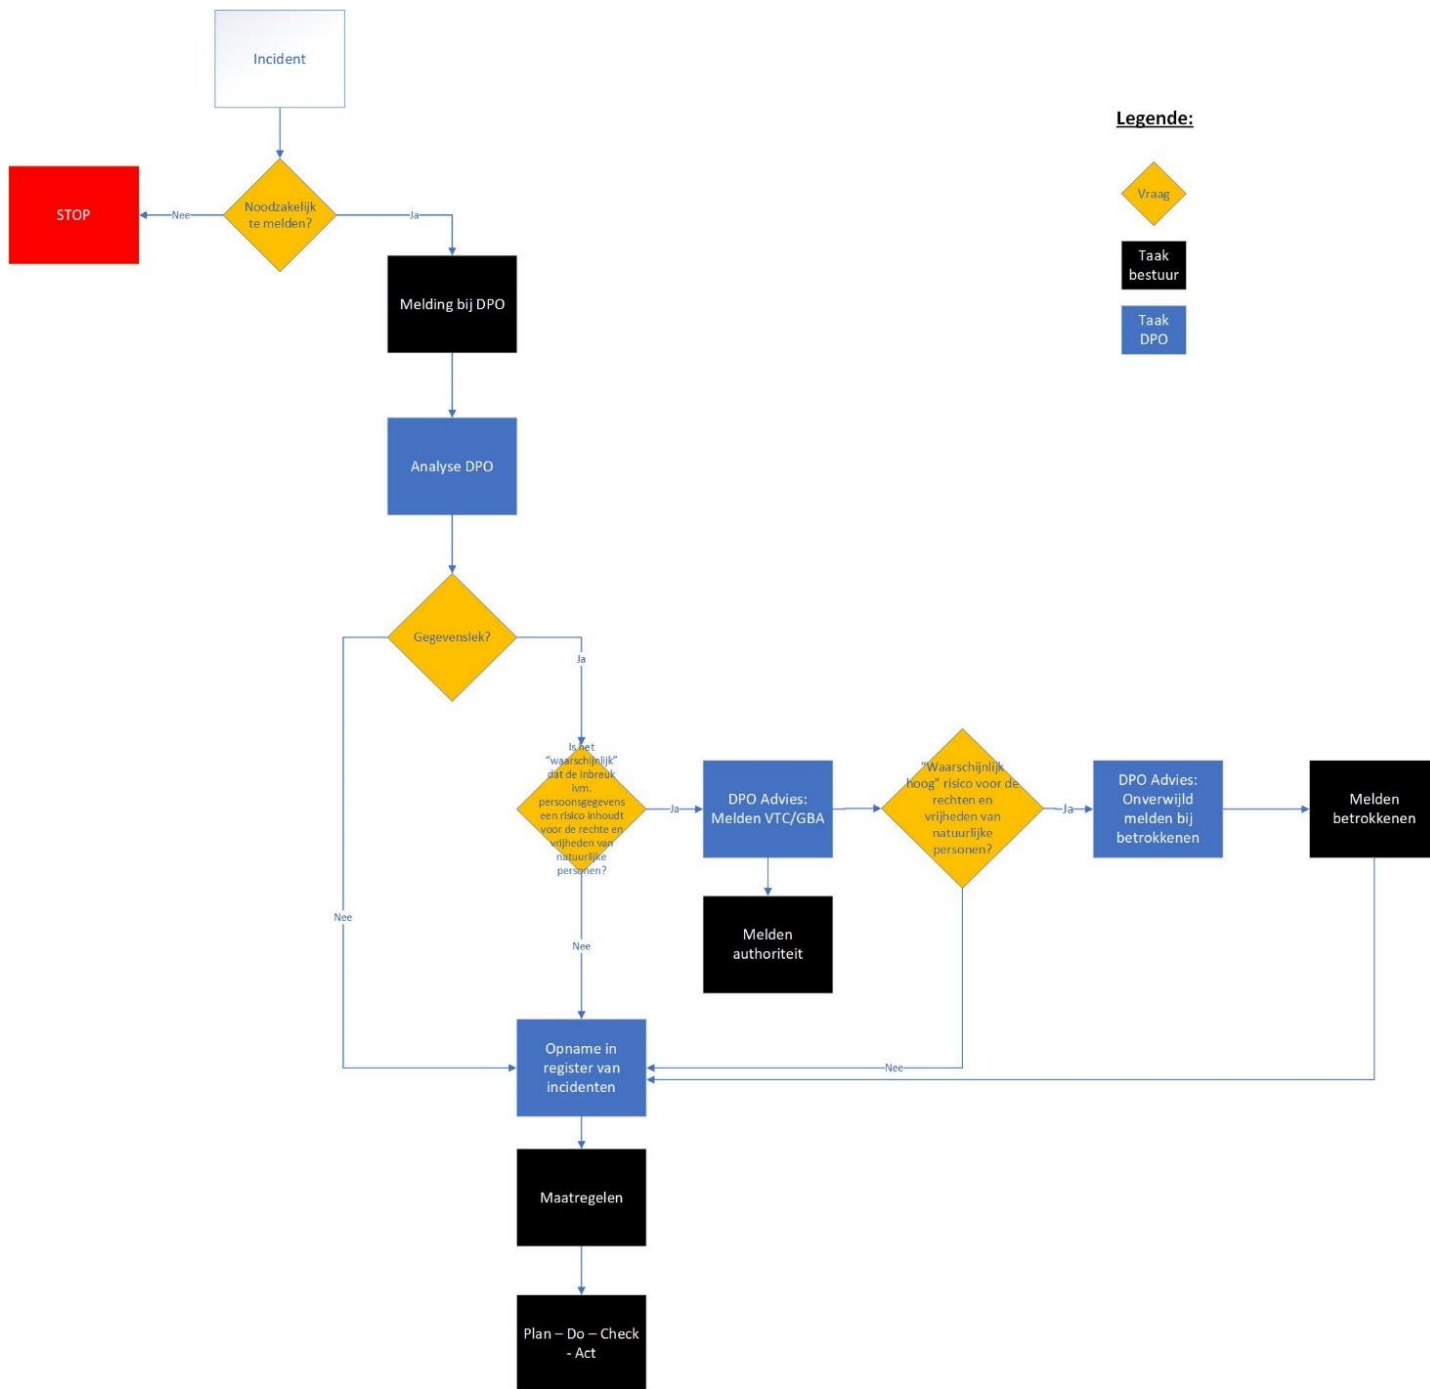 Incident
Legende:
STOP
Nee
Noodzakelijk
te melden?
Ja
Vraag
Taak
bestuur
Melding bij DPO
Taak
DPO
Analyse DPO
Gegevenslek?
Ja
Is het
"waarschijnlijk"
dat de inbreuk
ivm.
persoonsgegevens
een risico inhoudt
voor de rechte en
vrijheden van
natuurlijke
personen?
Ja
DPO Advies:
Melden VTC/GBA
"Waarschijnlijk
hoog" risico voor de
rechten en
vrijheden van
natuurlijke
personen?
Ja
DPO Advies:
Onverwijld
melden bij
betrokkenen
Melden
betrokkenen
Nee
Nee
Melden
authoriteit
Opname in
register van
incidenten
Nee
Maatregelen
Plan – Do – Check
- Act